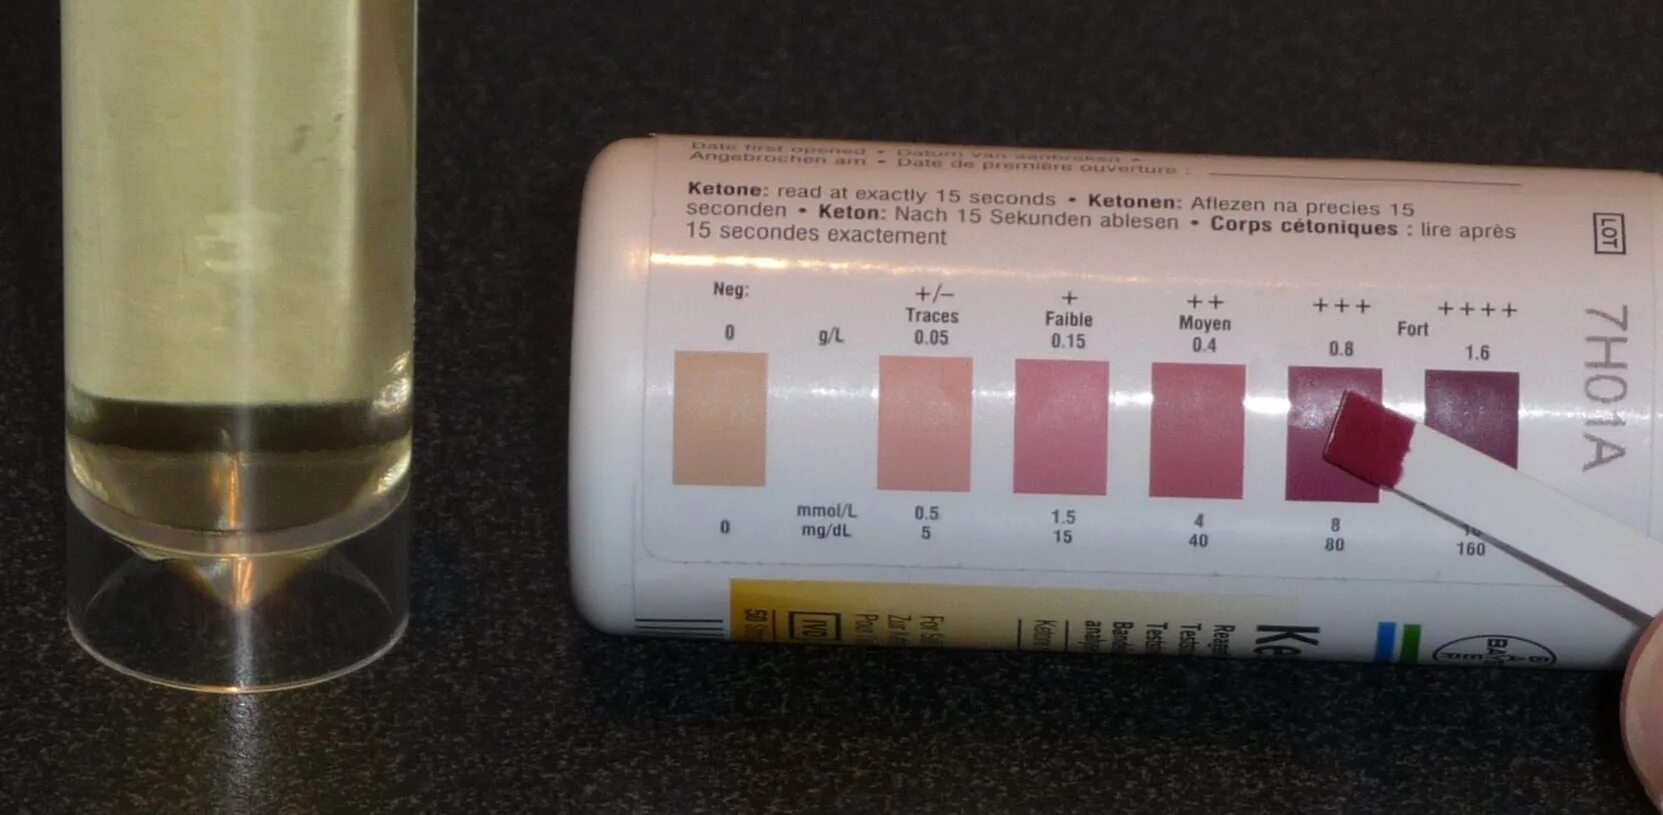 Date first opened • Datum van aanbreken •
Angebrochen am • Date de première ouverture :
Ketone: read at exactly 15 seconds • Ketonen: Aflezen na precies 15
seconden • Keton: Nach 15 Sekunden ablesen • Corps cétoniques : lire après
15 secondes exactement
LOT
7H01A
Neg: +/− + ++ +++ ++++
Traces Faible Moyen Fort
0 g/L 0.05 0.15 0.4 0.8 1.6
mmol/L 0.5 1.5 4 8
0 mg/dL 5 15 40 80 160
50
IVD
Ke